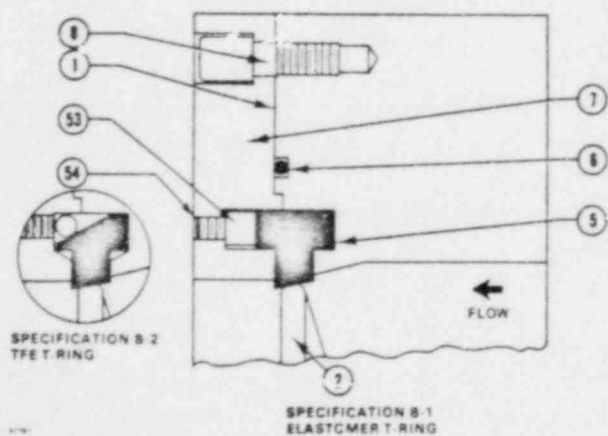 8
1
53
54
7
6
5
FLOW
SPECIFICATION B-2
TFE T-RING
2
SPECIFICATION B-1
ELASTOMER T-RING